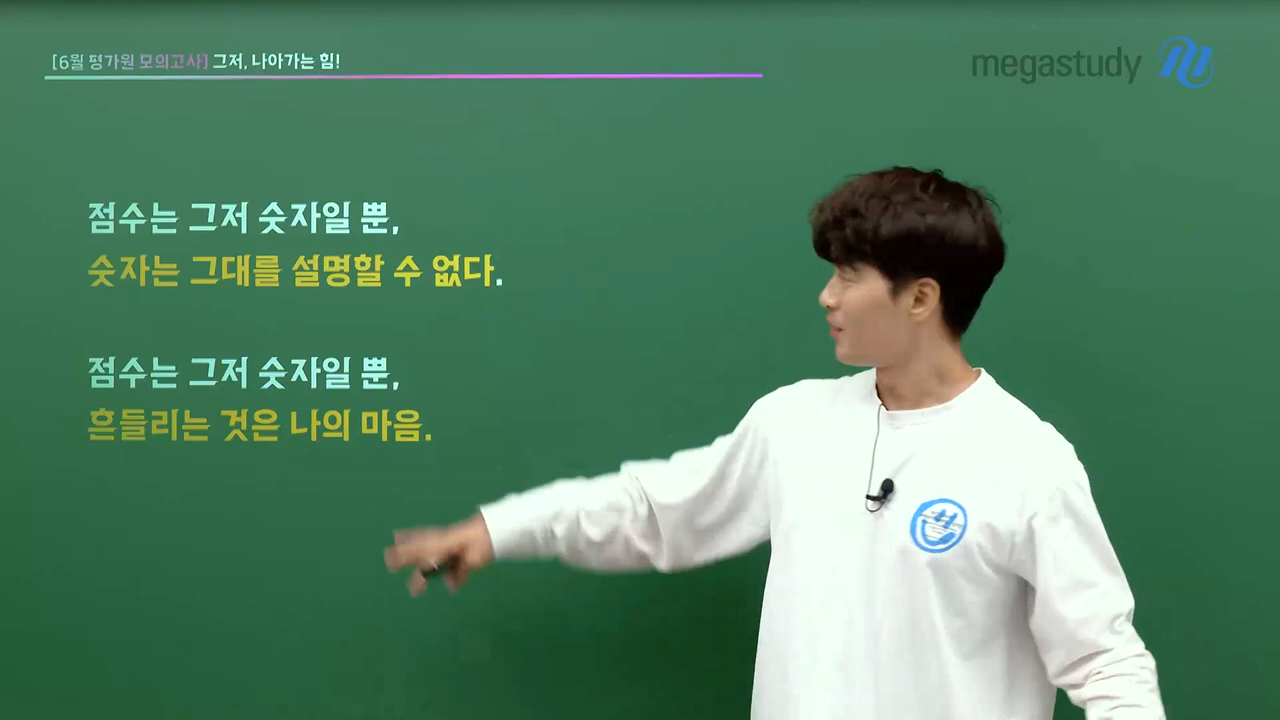 [6월 평가원 모의고사] 그저, 나아가는 힘!
megastudy
점수는 그저 숫자일 뿐,
숫자는 그대를 설명할 수 없다.
점수는 그저 숫자일 뿐,
흔들리는 것은 나의 마음.